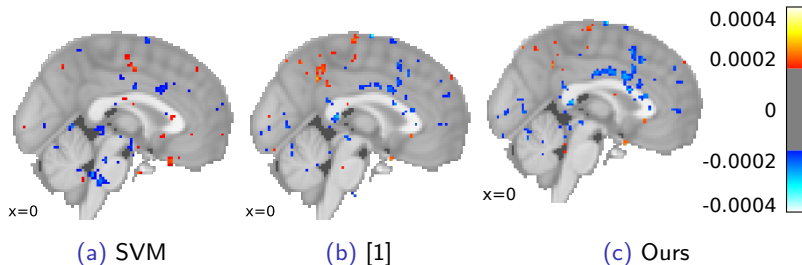 0.0004
0.0002
0
-0.0002
-0.0004
x=0
x=0
x=0
(a) SVM
(b) [1]
(c) Ours